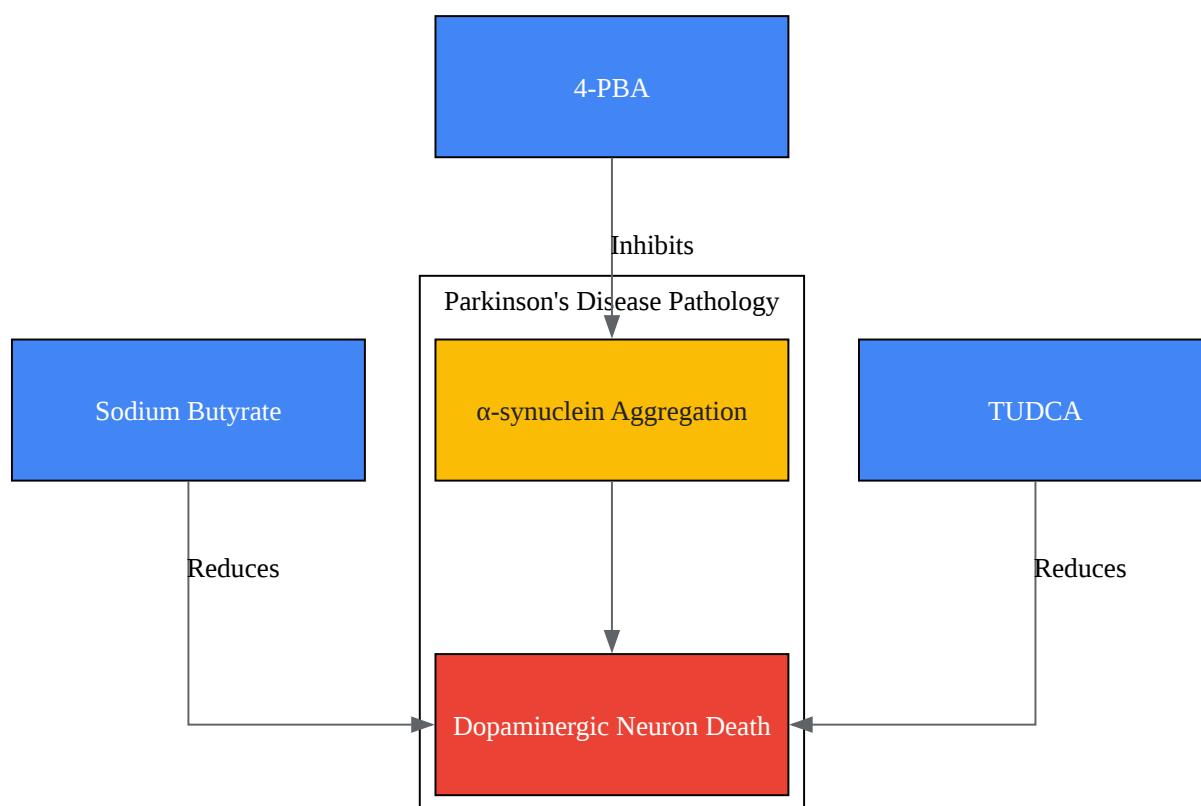 4-PBA
Inhibits
Parkinson's Disease Pathology
Sodium Butyrate
α-synuclein Aggregation
TUDCA
Reduces
Reduces
Dopaminergic Neuron Death